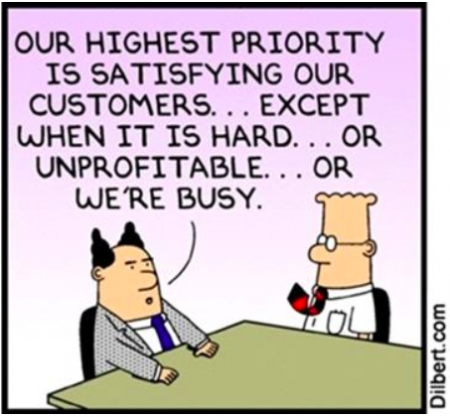 OUR HIGHEST PRIORITY
IS SATISFYING OUR
CUSTOMERS... EXCEPT
WHEN IT IS HARD... OR
UNPROFITABLE... OR
WE'RE BUSY.
Dilbert.com